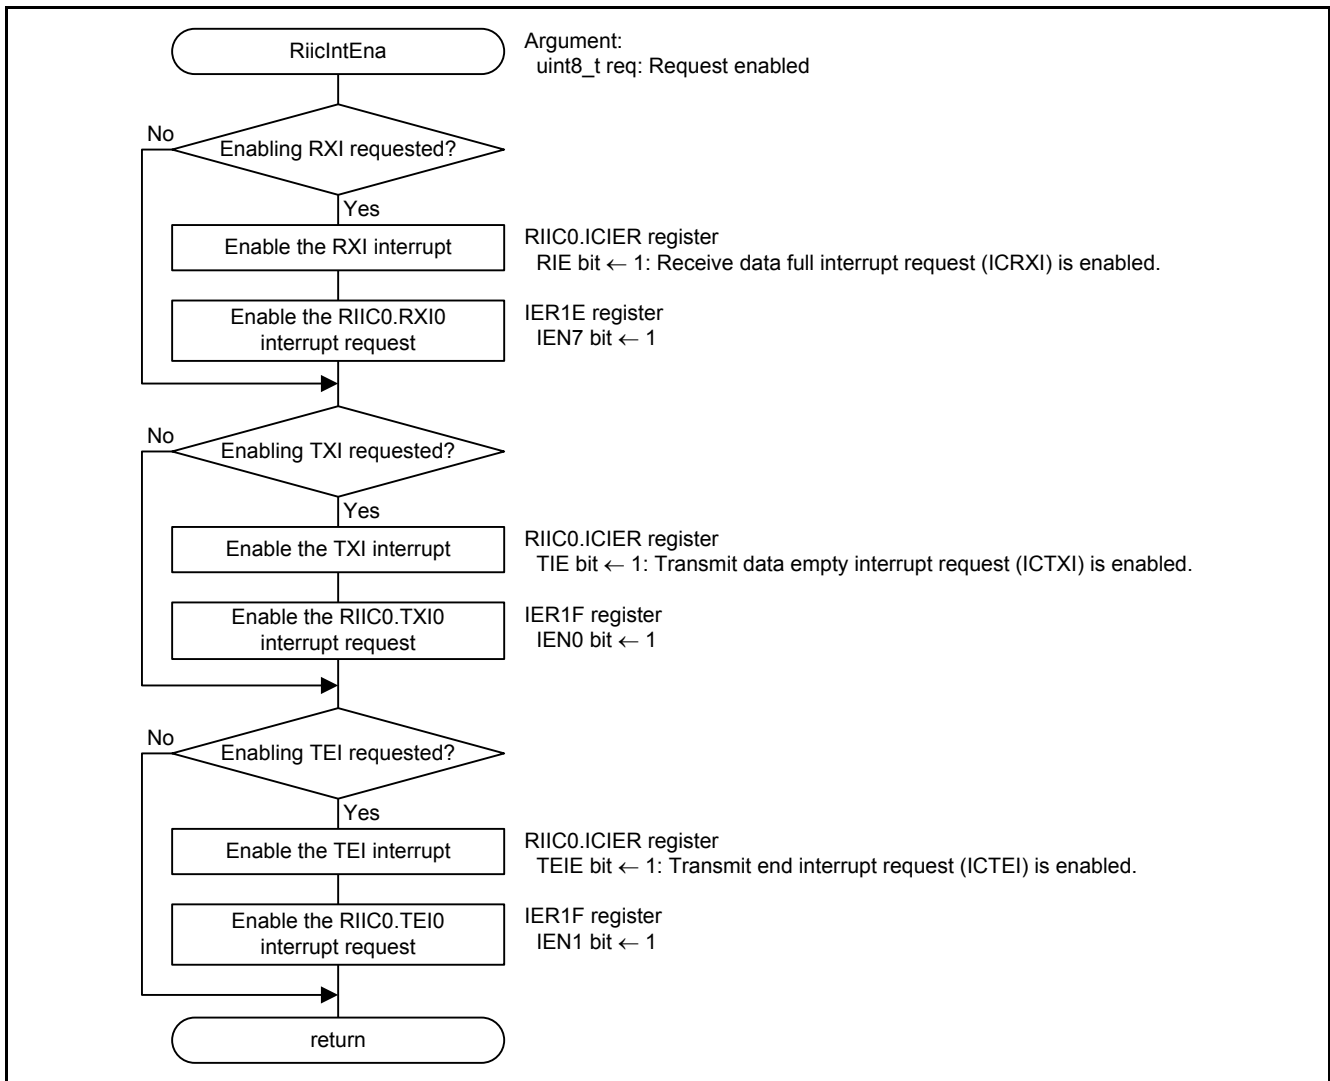 RiicIntEna
Argument:
uint8_t req: Request enabled
No
Enabling RXI requested?
Yes
Enable the RXI interrupt
RIIC0.ICIER register
RIE bit ← 1: Receive data full interrupt request (ICRXI) is enabled.
Enable the RIIC0.RXI0
interrupt request
IER1E register
IEN7 bit ← 1
No
Enabling TXI requested?
Yes
Enable the TXI interrupt
RIIC0.ICIER register
TIE bit ← 1: Transmit data empty interrupt request (ICTXI) is enabled.
Enable the RIIC0.TXI0
interrupt request
IER1F register
IEN0 bit ← 1
No
Enabling TEI requested?
Yes
Enable the TEI interrupt
RIIC0.ICIER register
TEIE bit ← 1: Transmit end interrupt request (ICTEI) is enabled.
Enable the RIIC0.TEI0
interrupt request
IER1F register
IEN1 bit ← 1
return